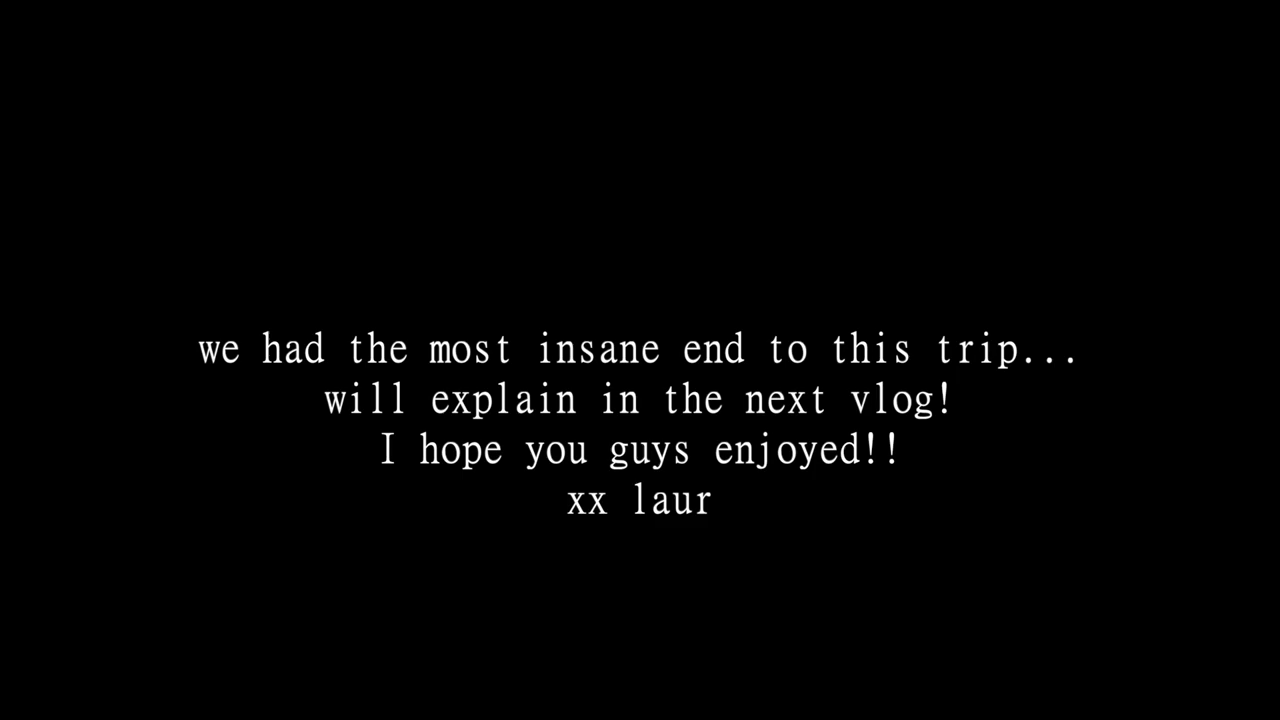 we had the most insane end to this trip...
will explain in the next vlog!
I hope you guys enjoyed!!
xx laur